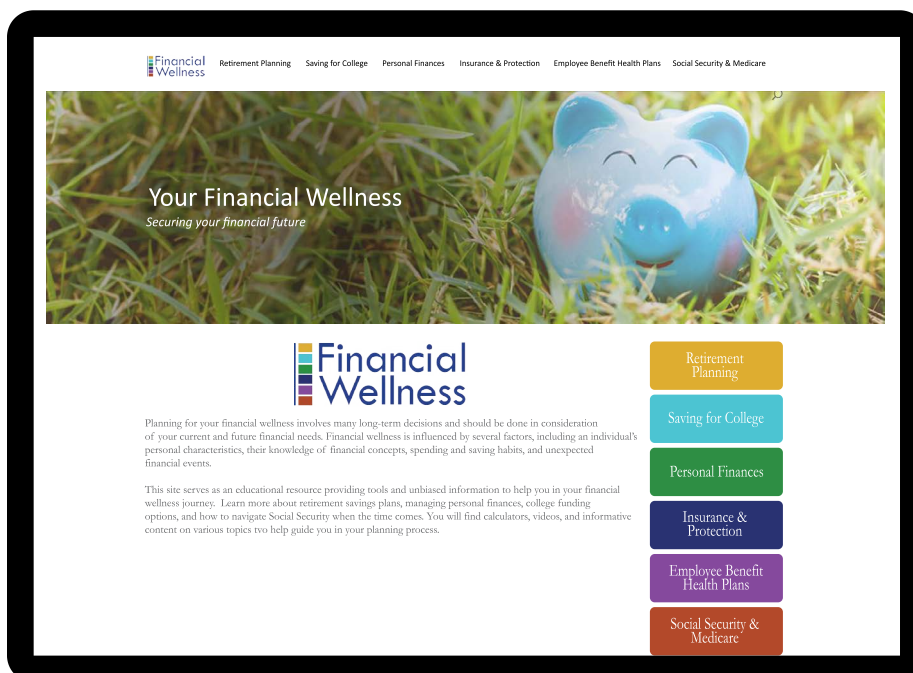 Financial
Wellness
Retirement Planning Saving for College Personal Finances Insurance & Protection Employee Benefit Health Plans Social Security & Medicare
Your Financial Wellness
Securing your financial future
Financial
Wellness
Planning for your financial wellness involves many long-term decisions and should be done in consideration
of your current and future financial needs. Financial wellness is influenced by several factors, including an individual's
personal characteristics, their knowledge of financial concepts, spending and saving habits, and unexpected
financial events.
This site serves as an educational resource providing tools and unbiased information to help you in your financial
wellness journey. Learn more about retirement savings plans, managing personal finances, college funding
options, and how to navigate Social Security when the time comes. You will find calculators, videos, and informative
content on various topics tvo help guide you in your planning process.
Retirement
Planning
Saving for College
Personal Finances
Insurance &
Protection
Employee Benefit
Health Plans
Social Security &
Medicare